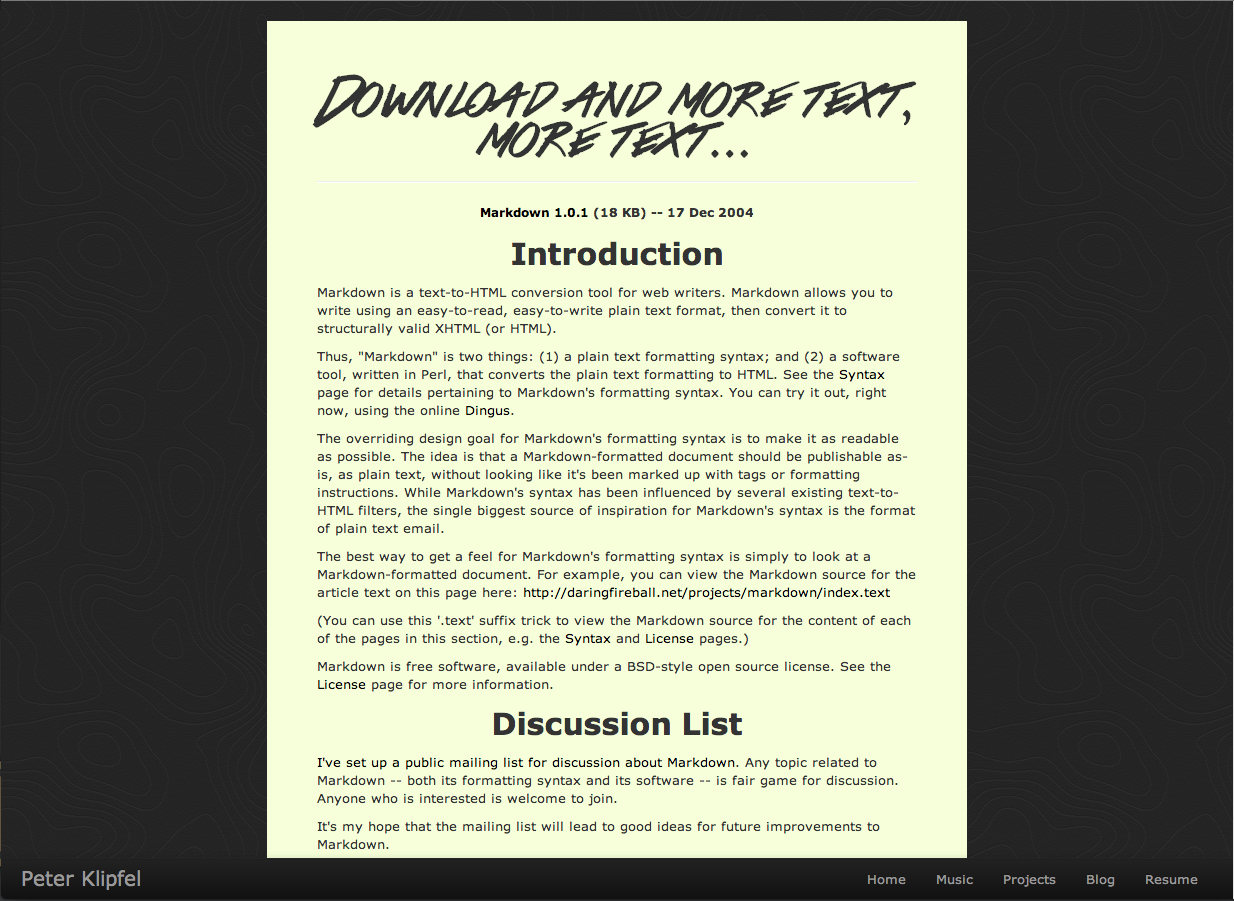 Download and more text,
more text...
Markdown 1.0.1 (18 KB) -- 17 Dec 2004
Introduction
Markdown is a text-to-HTML conversion tool for web writers. Markdown allows you to
write using an easy-to-read, easy-to-write plain text format, then convert it to
structurally valid XHTML (or HTML).
Thus, "Markdown" is two things: (1) a plain text formatting syntax; and (2) a software
tool, written in Perl, that converts the plain text formatting to HTML. See the Syntax
page for details pertaining to Markdown's formatting syntax. You can try it out, right
now, using the online Dingus.
The overriding design goal for Markdown's formatting syntax is to make it as readable
as possible. The idea is that a Markdown-formatted document should be publishable as-
is, as plain text, without looking like it's been marked up with tags or formatting
instructions. While Markdown's syntax has been influenced by several existing text-to-
HTML filters, the single biggest source of inspiration for Markdown's syntax is the format
of plain text email.
The best way to get a feel for Markdown's formatting syntax is simply to look at a
Markdown-formatted document. For example, you can view the Markdown source for the
article text on this page here: http://daringfireball.net/projects/markdown/index.text
(You can use this '.text' suffix trick to view the Markdown source for the content of each
of the pages in this section, e.g. the Syntax and License pages.)
Markdown is free software, available under a BSD-style open source license. See the
License page for more information.
Discussion List
I've set up a public mailing list for discussion about Markdown. Any topic related to
Markdown -- both its formatting syntax and its software -- is fair game for discussion.
Anyone who is interested is welcome to join.
It's my hope that the mailing list will lead to good ideas for future improvements to
Markdown.
Peter Klipfel Home Music Projects Blog Resume